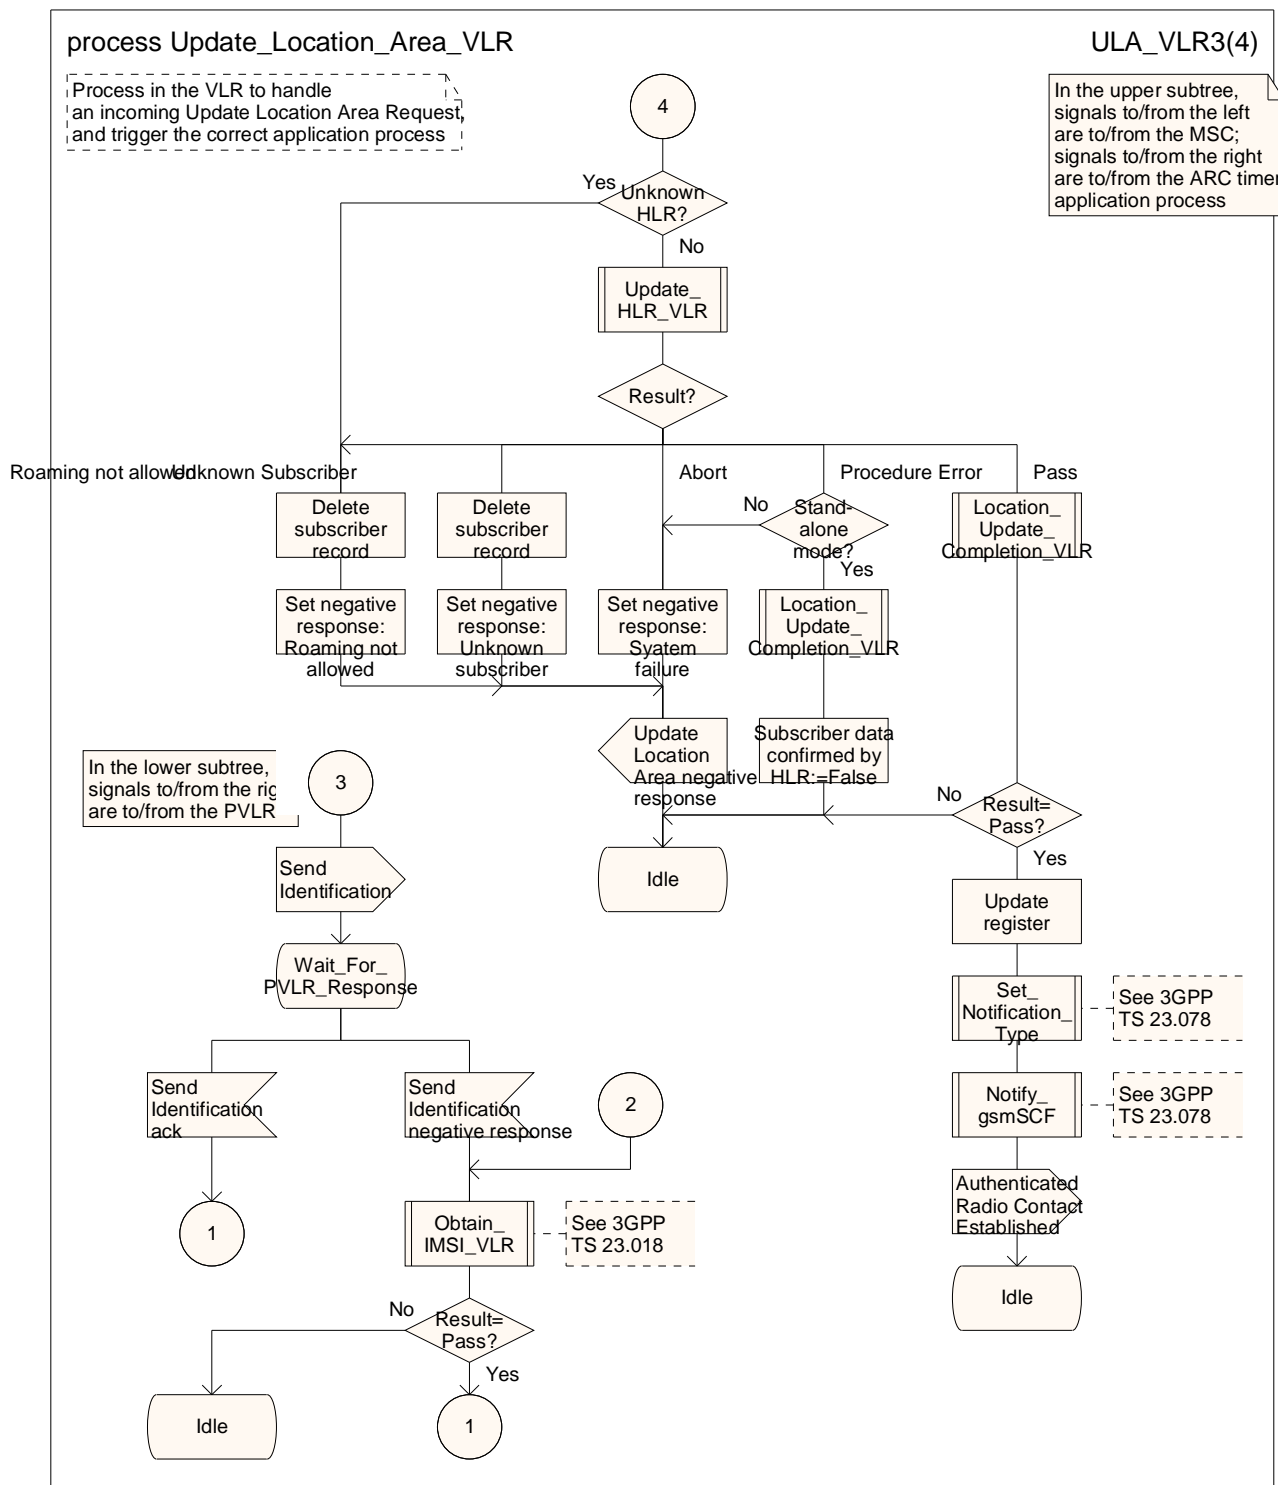 process Update_Location_Area_VLR
ULA_VLR3(4)
Process in the VLR to handle
an incoming Update Location Area Request,
and trigger the correct application process
4
In the upper subtree,
signals to/from the left
are to/from the MSC;
signals to/from the right
are to/from the ARC timer
application process
Yes
Unknown
HLR?
No
Update_
HLR_VLR
Result?
Roaming not allowed
Unknown Subscriber
Abort
Procedure Error
Pass
Delete
subscriber
record
Delete
subscriber
record
No
Stand-
alone
mode?
Yes
Location_
Update_
Completion_VLR
Set negative
response:
Roaming not
allowed
Set negative
response:
Unknown
subscriber
Set negative
response:
System
failure
Location_
Update_
Completion_VLR
Update
Location
Area negative
response
Subscriber data
confirmed by
HLR:=False
In the lower subtree,
signals to/from the
are to/from the PVLR
3
No
Result=
Pass?
Yes
Send
Identification
Idle
Update
register
Wait_For_
PVLR_Response
Set_
Notification_
Type
See 3GPP
TS 23.078
Send
Identification
ack
Send
Identification
negative response
2
Notify_
gsmSCF
See 3GPP
TS 23.078
1
Obtain_
IMSI_VLR
See 3GPP
TS 23.018
Authenticated
Radio Contact
Established
Idle
No
Result=
Pass?
Yes
Idle
1